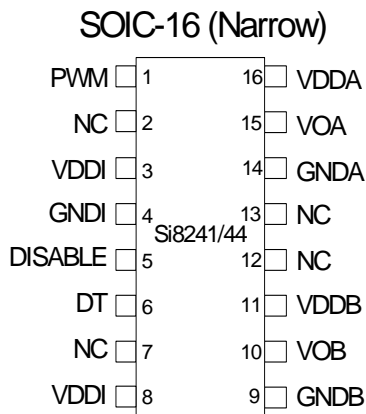 SOIC-16 (Narrow)
PWM 1 16 VDDA
NC 2 15 VOA
VDDI 3 14 GNDA
GNDI 4 13 NC
Si8241/44
DISABLE 5 12 NC
DT 6 11 VDDB
NC 7 10 VOB
VDDI 8 9 GNDB